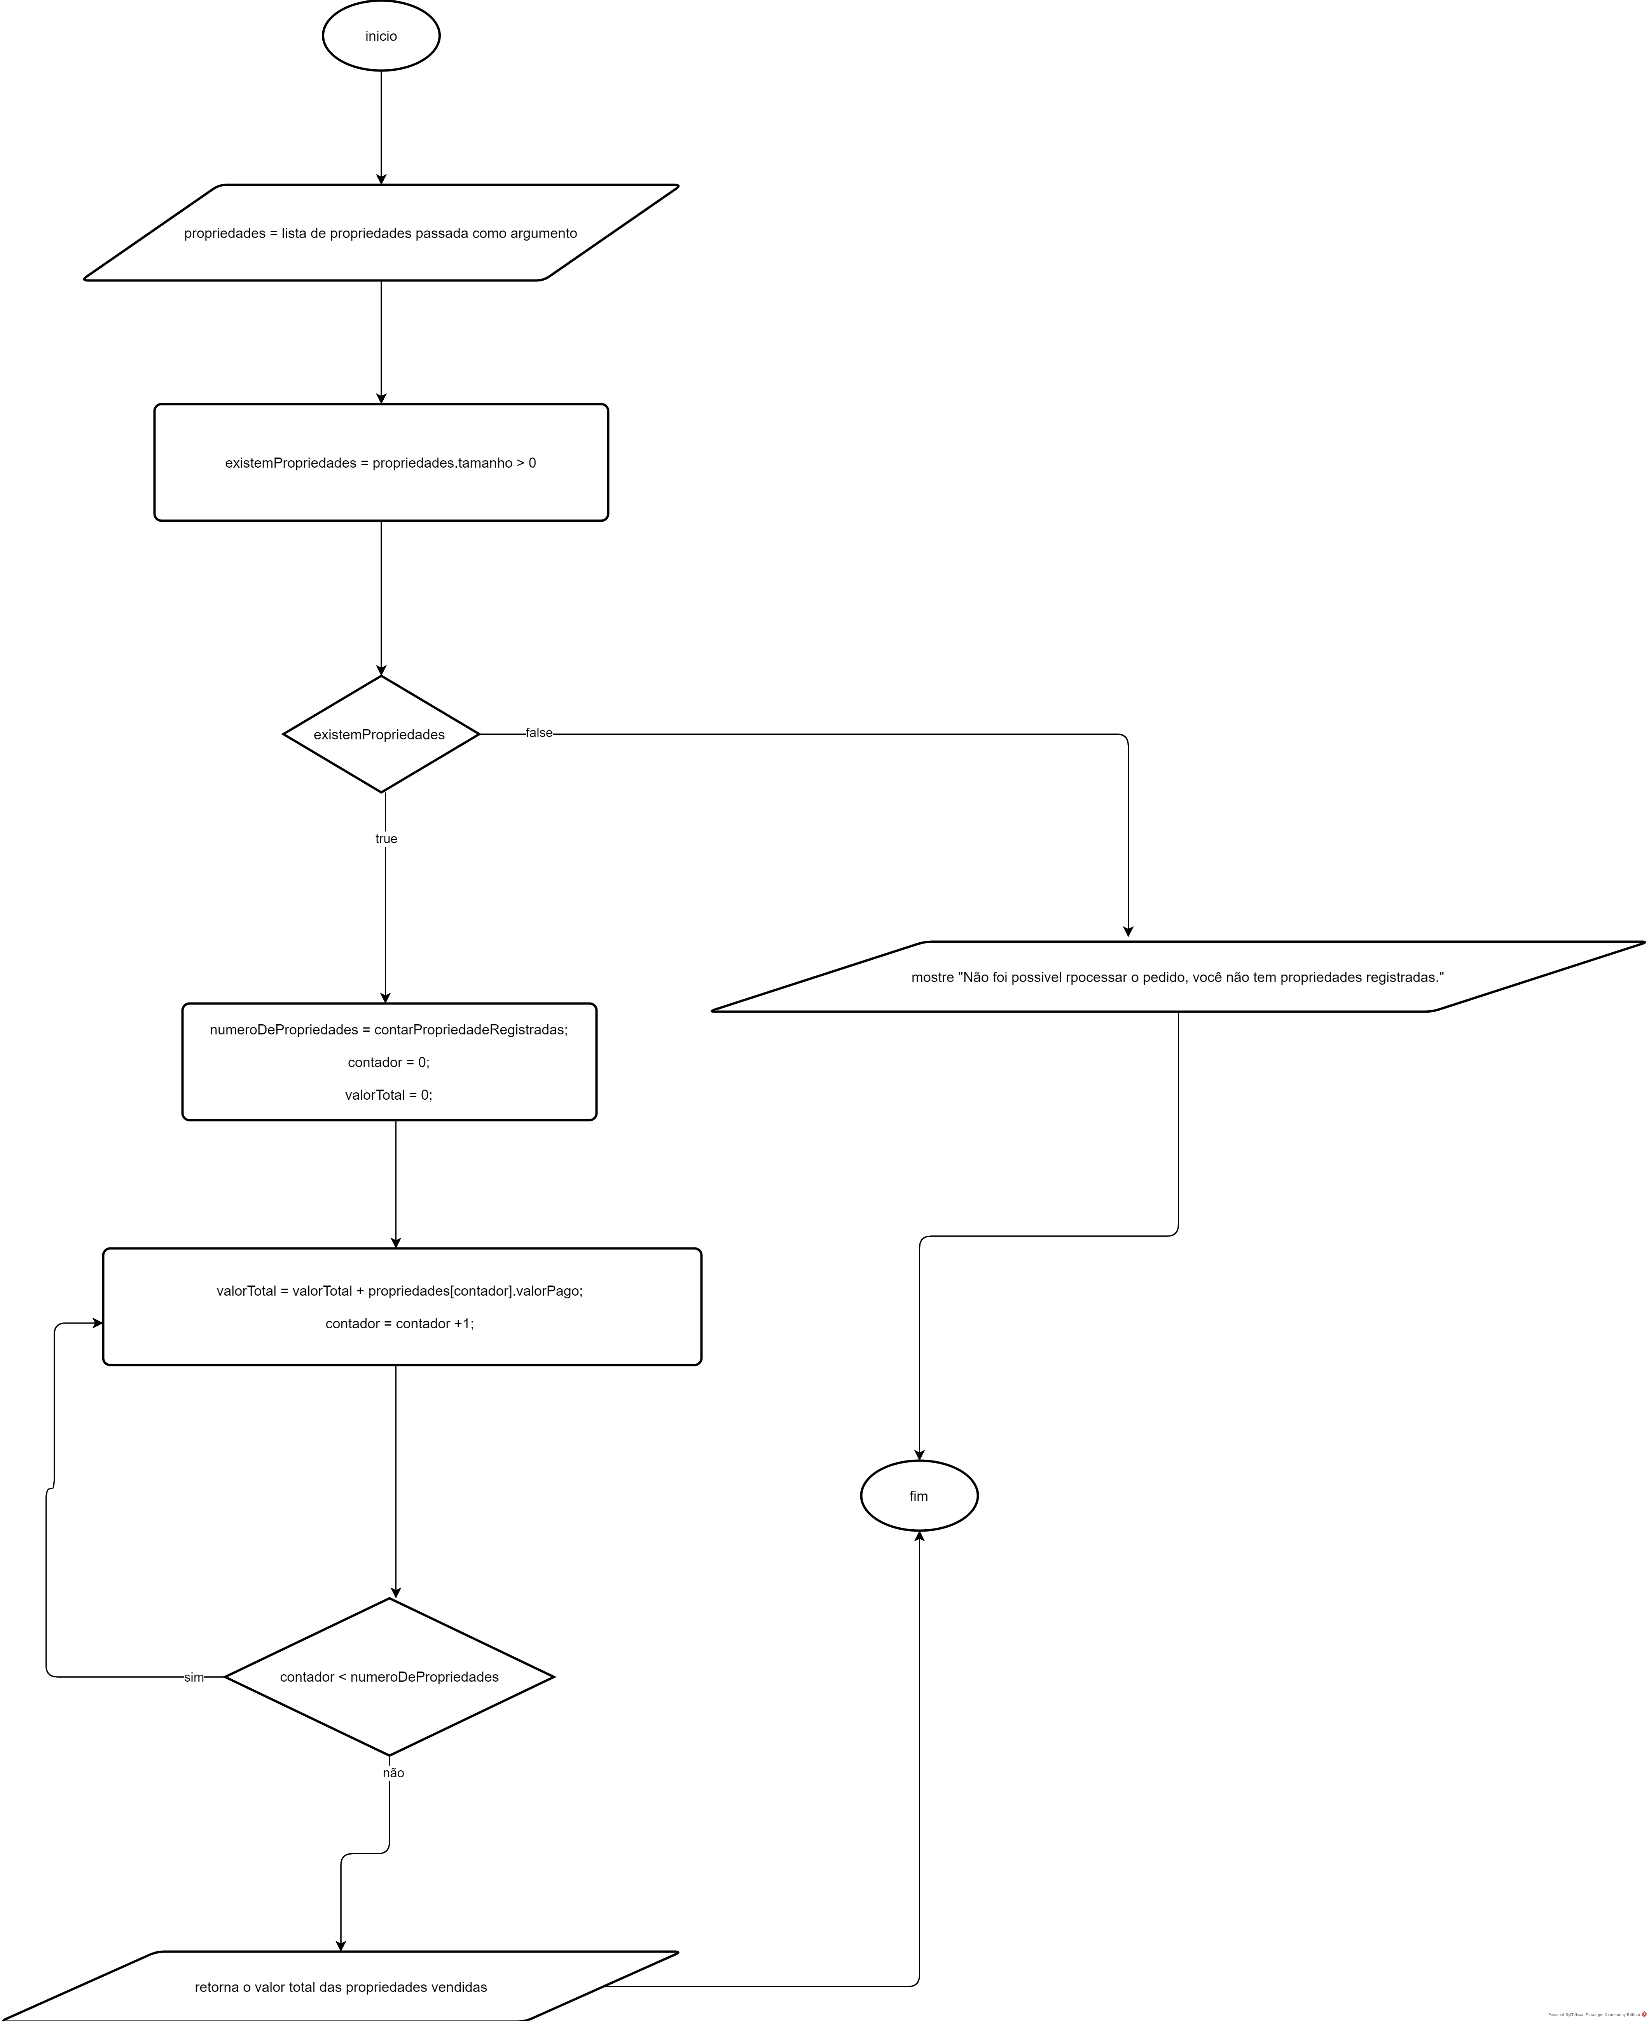 inicio
propriedades = lista de propriedades passada como argumento
existemPropriedades = propriedades.tamanho > 0
existemPropriedades
false
true
mostre "Não foi possivel rpocessar o pedido, você não tem propriedades registradas."
numeroDePropriedades = contarPropriedadeRegistradas;
contador = 0;
valorTotal = 0;
valorTotal = valorTotal + propriedades[contador].valorPago;
contador = contador +1;
fim
contador < numeroDePropriedades
sim
não
retorna o valor total das propriedades vendidas